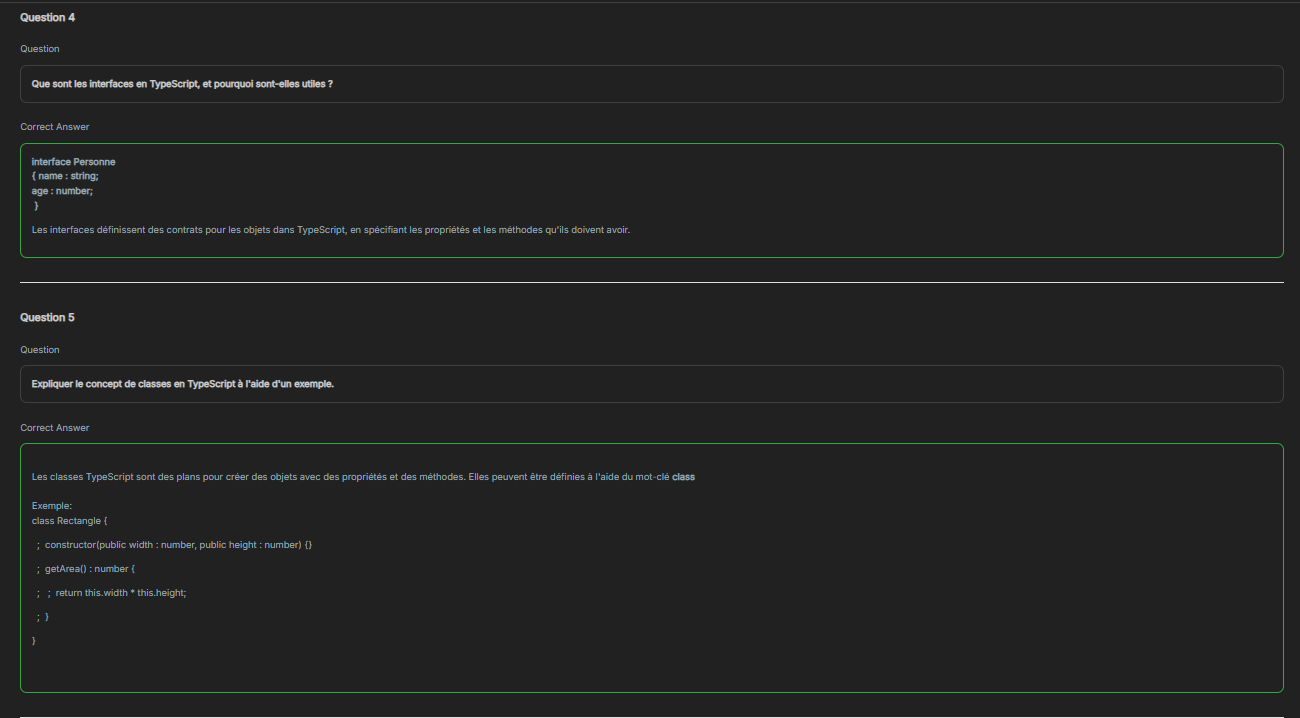 Question 4
Question
Que sont les interfaces en TypeScript, et pourquoi sont-elles utiles ?
Correct Answer
interface Personne
{ name : string;
age : number;
}
Les interfaces définissent des contrats pour les objets dans TypeScript, en spécifiant les propriétés et les méthodes qu'ils doivent avoir.
Question 5
Question
Expliquer le concept de classes en TypeScript à l'aide d'un exemple.
Correct Answer
Les classes TypeScript sont des plans pour créer des objets avec des propriétés et des méthodes. Elles peuvent être définies à l'aide du mot-clé class
Exemple:
class Rectangle {
; constructor(public width : number, public height : number) {}
; getArea() : number {
; ; return this.width * this.height;
; }
}